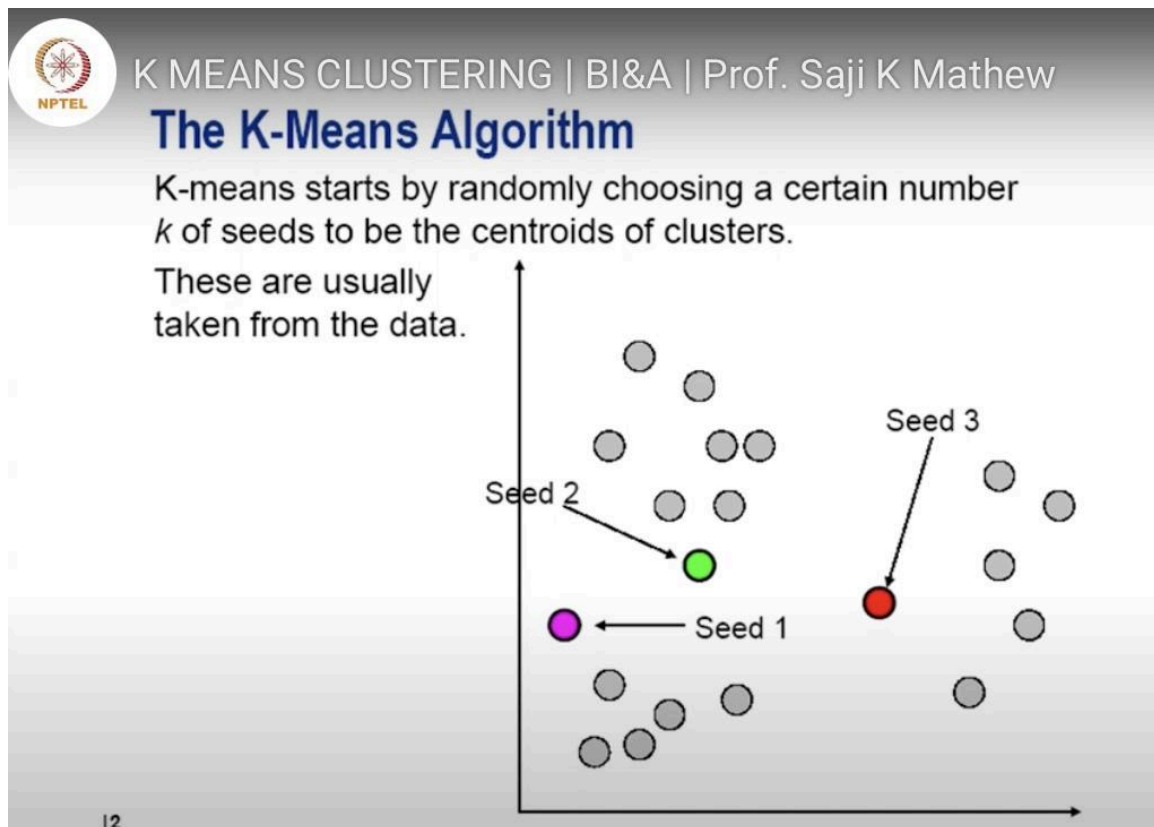 NPTEL
K MEANS CLUSTERING | BI&A | Prof. Saji K Mathew
The K-Means Algorithm
K-means starts by randomly choosing a certain number
k of seeds to be the centroids of clusters.
These are usually
taken from the data.
Seed 3
Seed 2
Seed 1